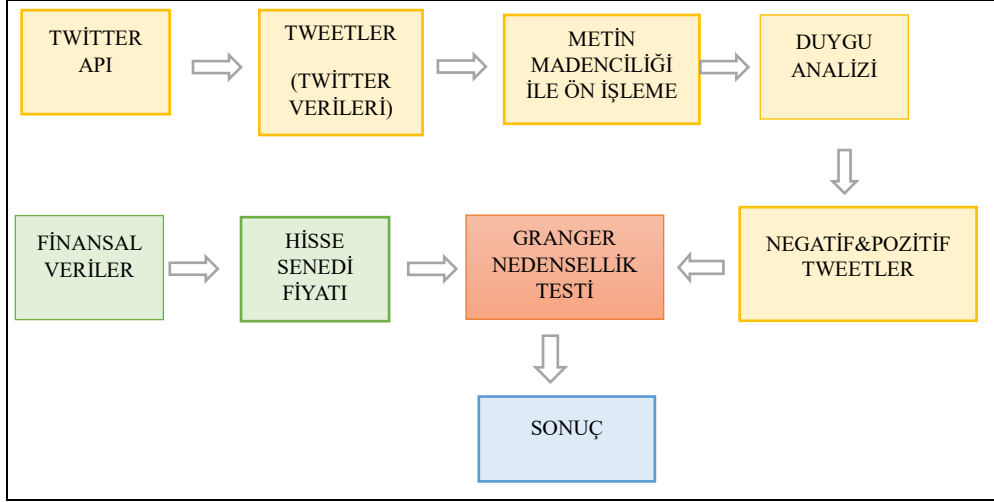 TWİTTER
API
TWEETLER
(TWİTTER
VERİLERİ)
METİN
MADENCİLİĞİ
İLE ÖN İŞLEME
DUYGU
ANALİZİ
FİNANSAL
VERİLER
HİSSE
SENEDİ
FİYATI
GRANGER
NEDENSELLİK
TESTİ
NEGATİF&POZİTİF
TWEETLER
SONUÇ